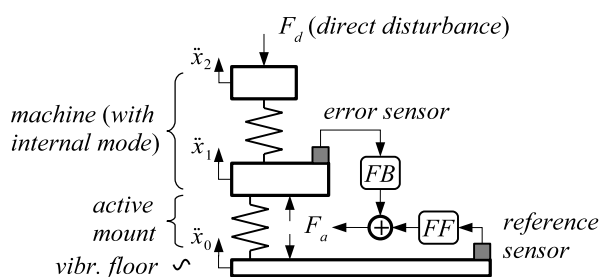 F_d (direct disturbance)
ẍ_2
machine (with
internal mode)
error sensor
ẍ_1
FB
active
mount
F_a
+
FF
reference
sensor
ẍ_0
vibr. floor